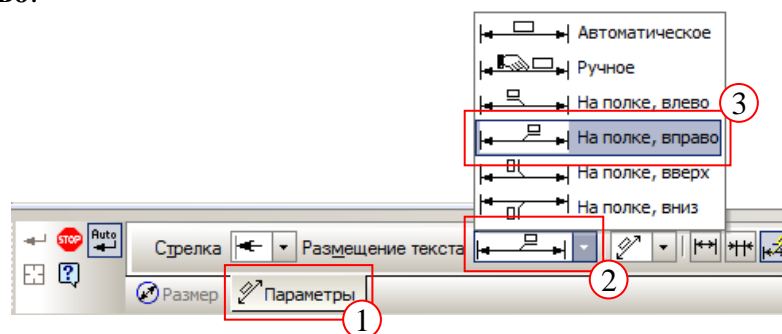 Автоматическое
Ручное
На полке, влево
3
На полке, вправо
На полке, вверх
На полке, вниз
STOP Auto
Стрелка Размещение текста
2
? Размер Параметры
1